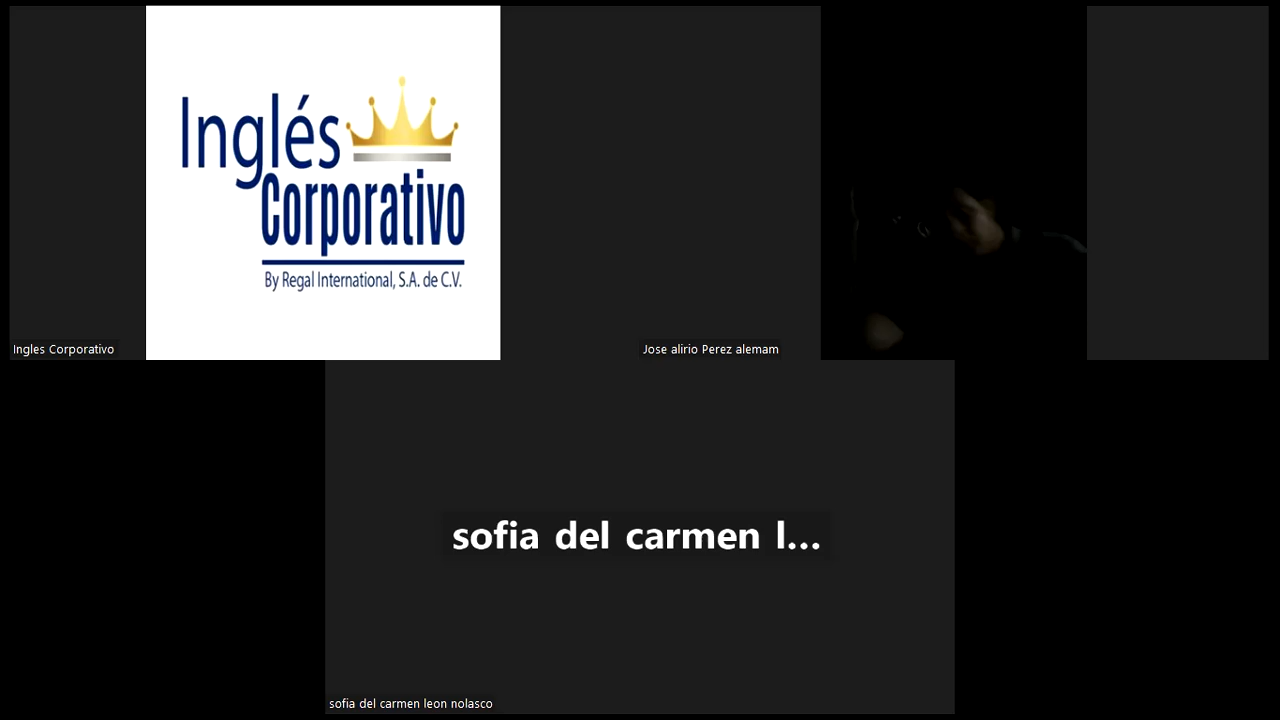 Inglés
Corporativo
By Regal International, S.A. de C.V.
Ingles Corporativo
Jose alirio Perez alemam
sofia del carmen l...
sofia del carmen leon nolasco